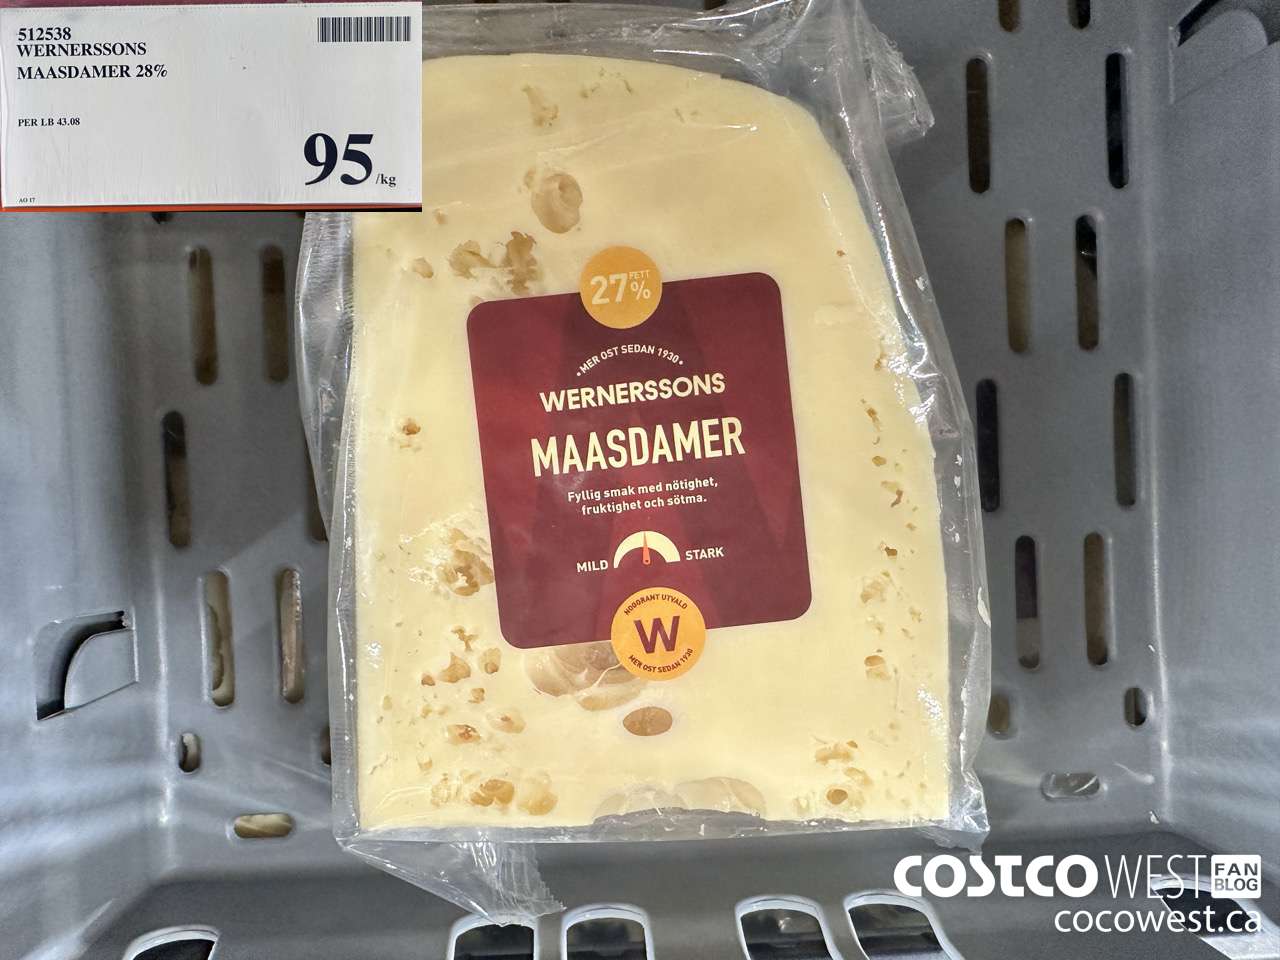 512538
WERNERSSONS
MAASDAMER 28%
PER LB 43.08
95/kg
AO 17
27% FETT
• MER OST SEDAN 1930 •
WERNERSSONS
MAASDAMER
Fyllig smak med nötighet,
fruktighet och sötma.
MILD STARK
NOGGRANT UTVALD
W
MER OST SEDAN 1930
COSTCO WEST FAN BLOG
cocowest.ca